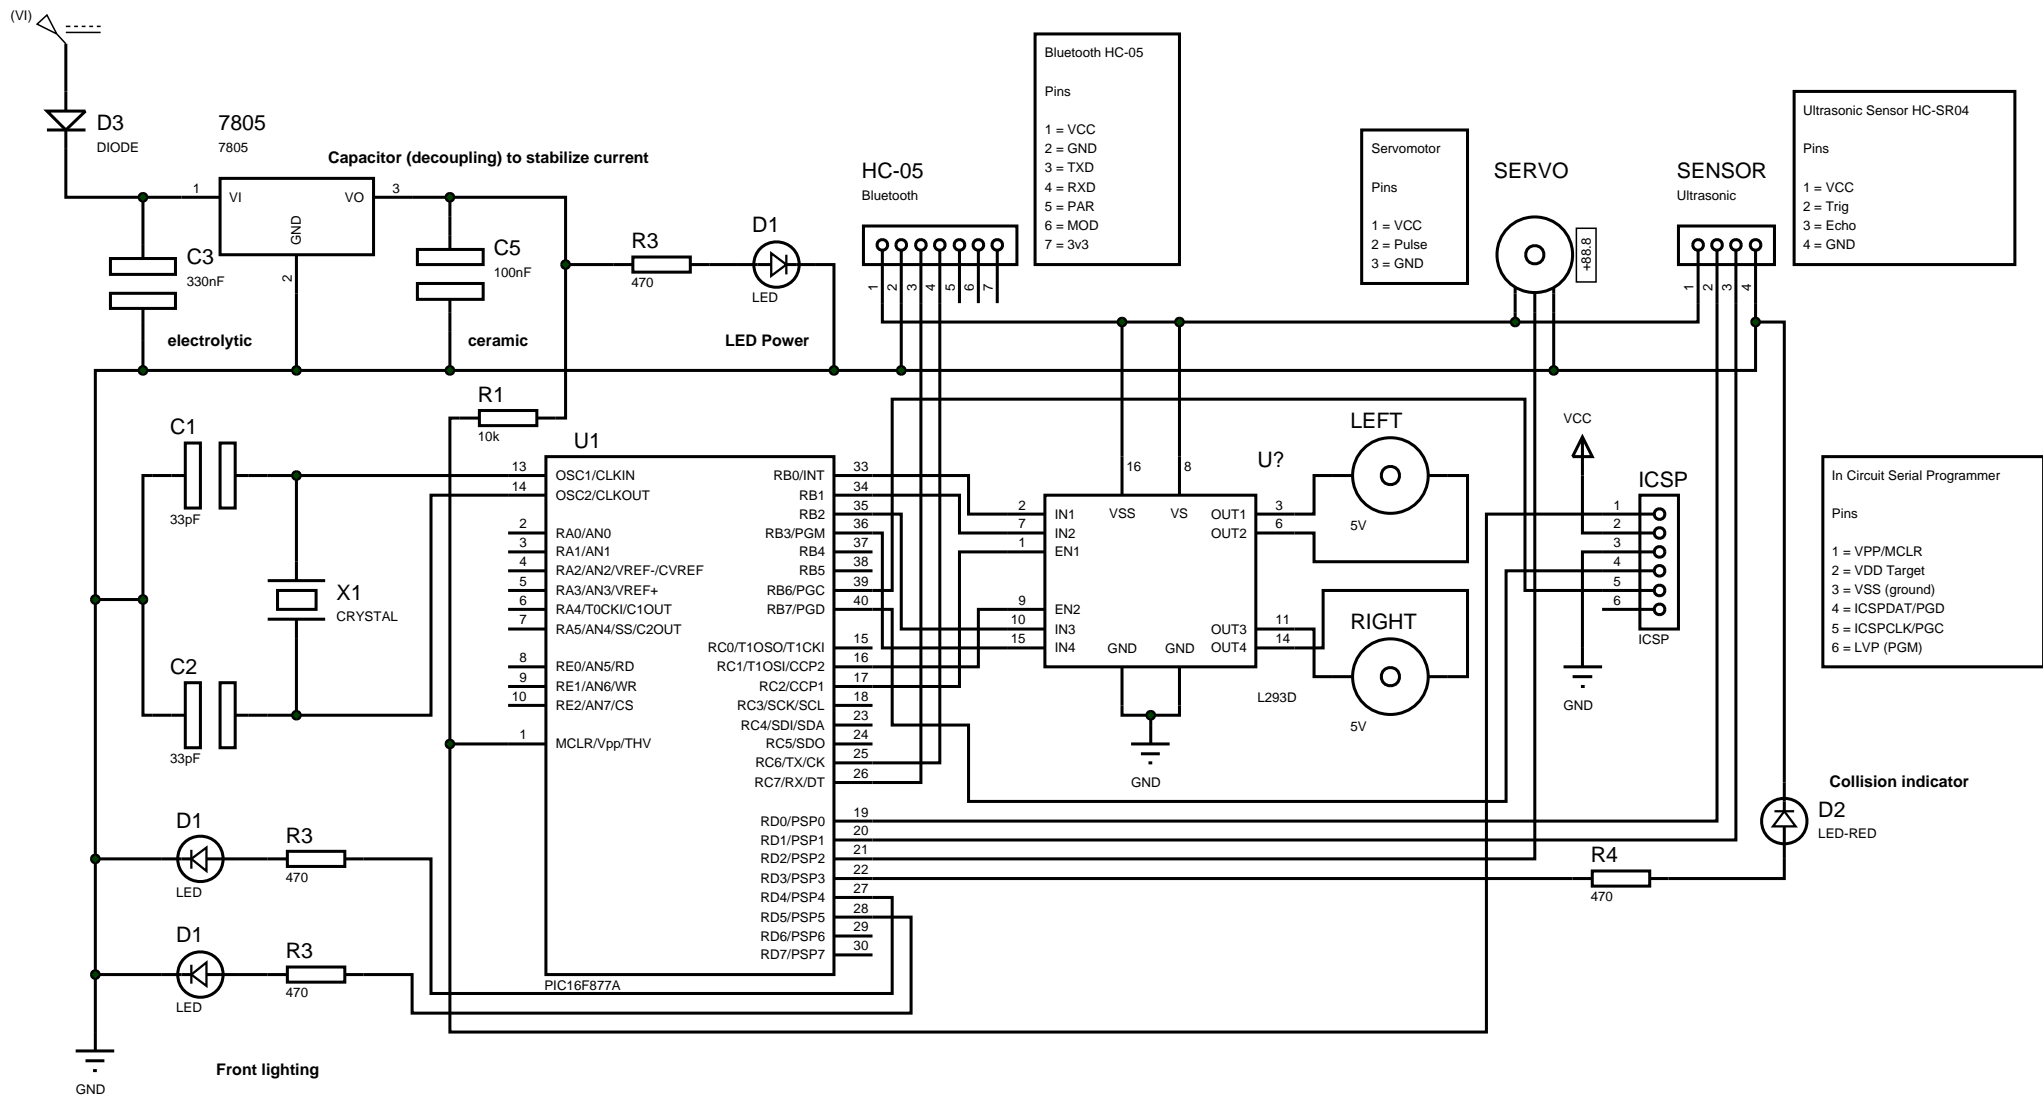 (VI)
D3
DIODE
7805
7805
Capacitor (decoupling) to stabilize current
1
VI
VO
3
GND
2
C3
330nF
electrolytic
C5
100nF
ceramic
R3
470
D1
LED
LED Power
HC-05
Bluetooth
1
2
3
4
5
6
7
Bluetooth HC-05
Pins
1 = VCC
2 = GND
3 = TXD
4 = RXD
5 = PAR
6 = MOD
7 = 3v3
Servomotor
Pins
1 = VCC
2 = Pulse
3 = GND
SERVO
+88.8
SENSOR
Ultrasonic
1
2
3
4
Ultrasonic Sensor HC-SR04
Pins
1 = VCC
2 = Trig
3 = Echo
4 = GND
R1
10k
C1
33pF
C2
33pF
X1
CRYSTAL
U1
13 OSC1/CLKIN
14 OSC2/CLKOUT
2 RA0/AN0
3 RA1/AN1
4 RA2/AN2/VREF-/CVREF
5 RA3/AN3/VREF+
6 RA4/T0CKI/C1OUT
7 RA5/AN4/SS/C2OUT
8 RE0/AN5/RD
9 RE1/AN6/WR
10 RE2/AN7/CS
1 MCLR/Vpp/THV
RB0/INT 33
RB1 34
RB2 35
RB3/PGM 36
RB4 37
RB5 38
RB6/PGC 39
RB7/PGD 40
RC0/T1OSO/T1CKI 15
RC1/T1OSI/CCP2 16
RC2/CCP1 17
RC3/SCK/SCL 18
RC4/SDI/SDA 23
RC5/SDO 24
RC6/TX/CK 25
RC7/RX/DT 26
RD0/PSP0 19
RD1/PSP1 20
RD2/PSP2 21
RD3/PSP3 22
RD4/PSP4 27
RD5/PSP5 28
RD6/PSP6 29
RD7/PSP7 30
PIC16F877A
U?
16
8
2 IN1
VSS
VS
OUT1 3
7 IN2
OUT2 6
1 EN1
9 EN2
10 IN3
OUT3 11
15 IN4
GND
GND
OUT4 14
L293D
GND
LEFT
5V
RIGHT
5V
VCC
ICSP
1
2
3
4
5
6
ICSP
GND
In Circuit Serial Programmer
Pins
1 = VPP/MCLR
2 = VDD Target
3 = VSS (ground)
4 = ICSPDAT/PGD
5 = ICSPCLK/PGC
6 = LVP (PGM)
Collision indicator
D2
LED-RED
R4
470
D1
LED
R3
470
D1
LED
R3
470
GND
Front lighting